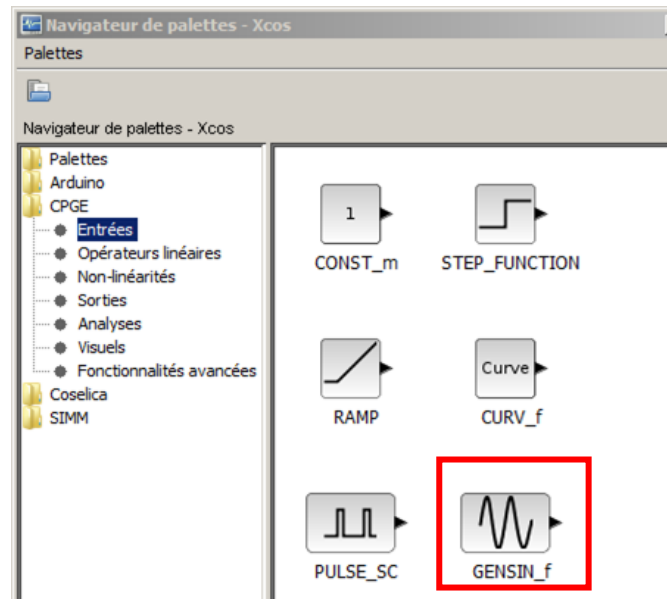 Navigateur de palettes - Xcos
Palettes
Navigateur de palettes - Xcos
Palettes
Arduino
CPGE
Entrées
Opérateurs linéaires
Non-linéarités
Sorties
Analyses
Visuels
Fonctionnalités avancées
Coselica
SIMM
1
CONST_m STEP_FUNCTION
Curve
RAMP CURV_f
PULSE_SC GENSIN_f